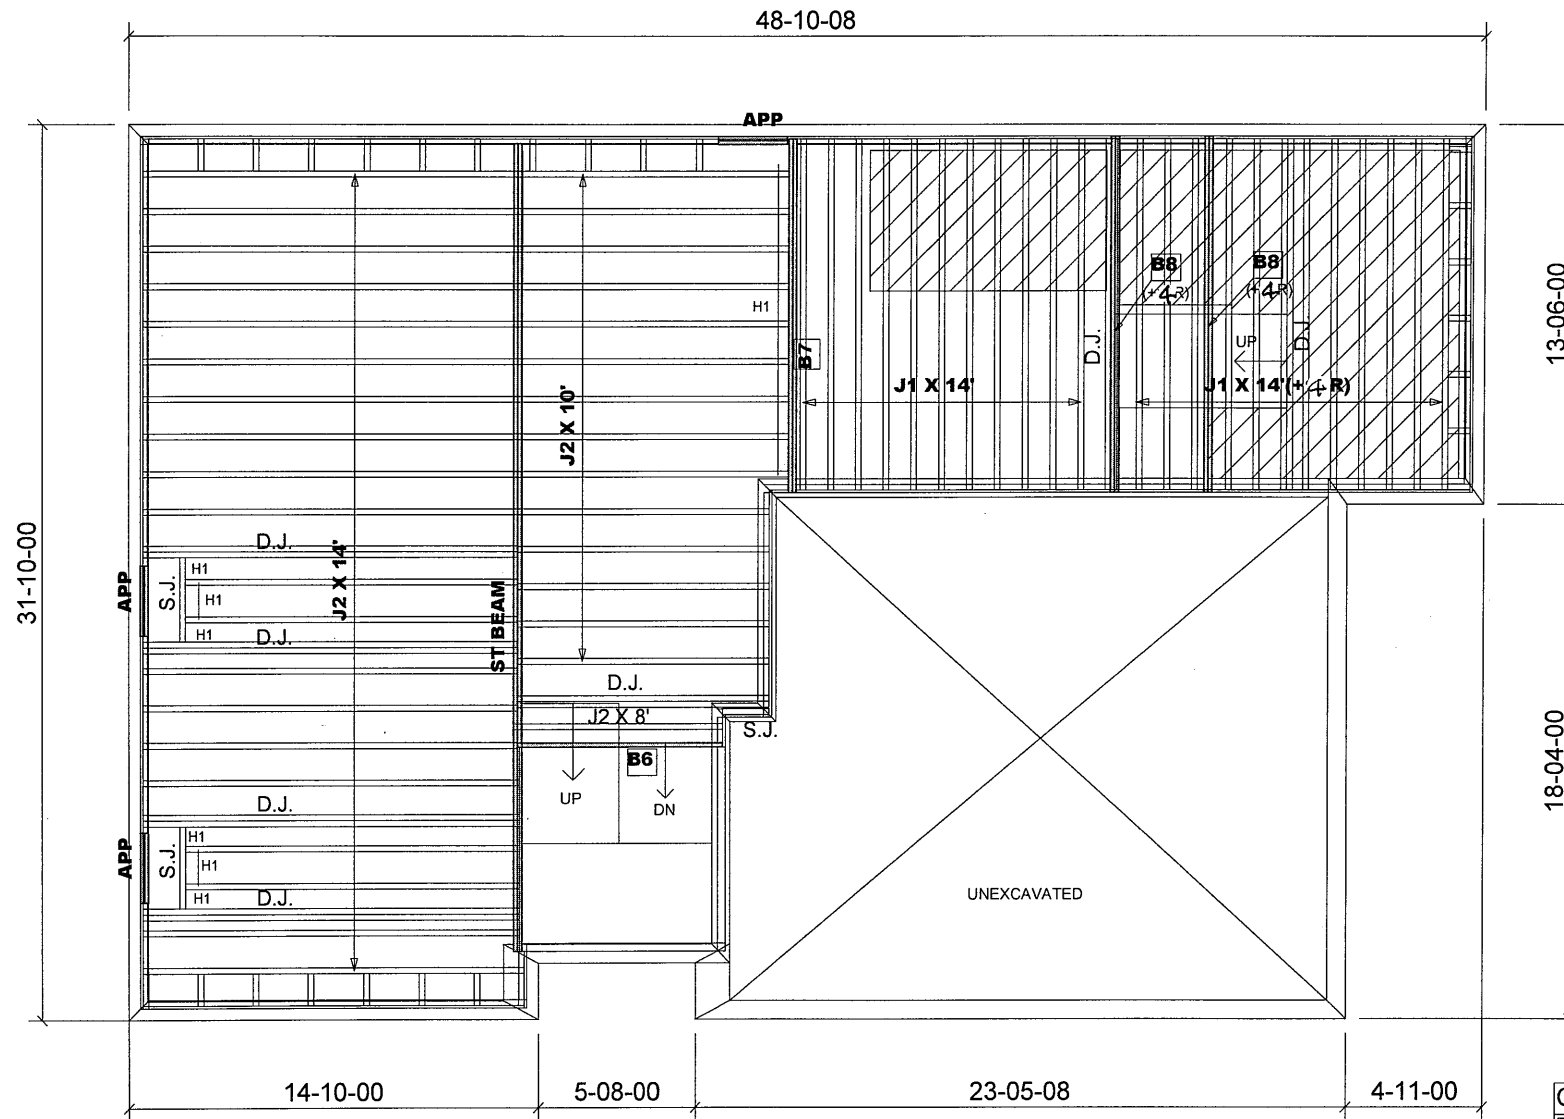 48-10-08
APP
B8
(+4R)
B8
(+4R)
13-06-00
H1
B7
D.J.
UP
D.J.
J1 X 14'
J1 X 14'(+4R)
J2 X 10'
31-10-00
D.J.
J2 X 14'
APP
S.J.
H1
H1
H1
D.J.
ST BEAM
D.J.
J2 X 8'
S.J.
B6
UP
DN
18-04-00
D.J.
APP
S.J.
H1
H1
H1
D.J.
UNEXCAVATED
14-10-00
5-08-00
23-05-08
4-11-00